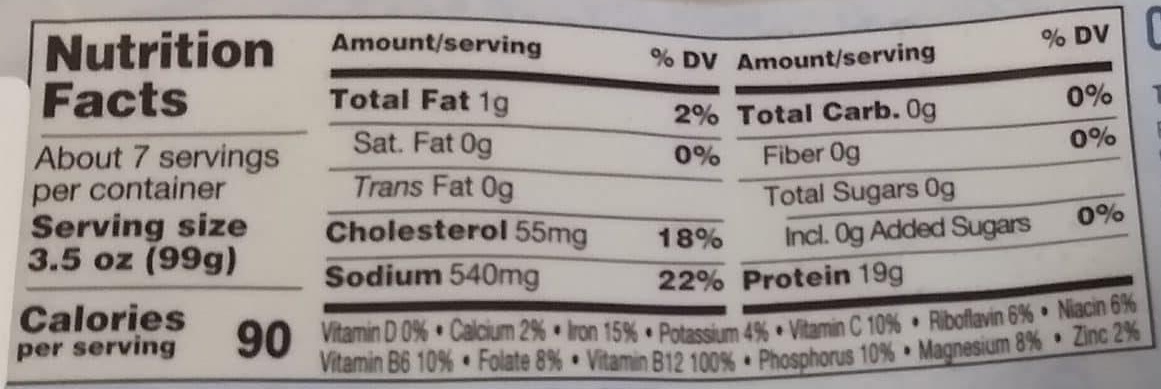 Nutrition
Facts
About 7 servings
per container
Serving size
3.5 oz (99g)
Calories
per serving
90
Amount/serving % DV
Total Fat 1g 2%
Sat. Fat 0g 0%
Trans Fat 0g
Cholesterol 55mg 18%
Sodium 540mg 22%
Amount/serving % DV
Total Carb. 0g 0%
Fiber 0g 0%
Total Sugars 0g
Incl. 0g Added Sugars 0%
Protein 19g
Vitamin D 0% • Calcium 2% • Iron 15% • Potassium 4% • Vitamin C 10% • Riboflavin 6% • Niacin 6%
Vitamin B6 10% • Folate 8% • Vitamin B12 100% • Phosphorus 10% • Magnesium 8% • Zinc 2%